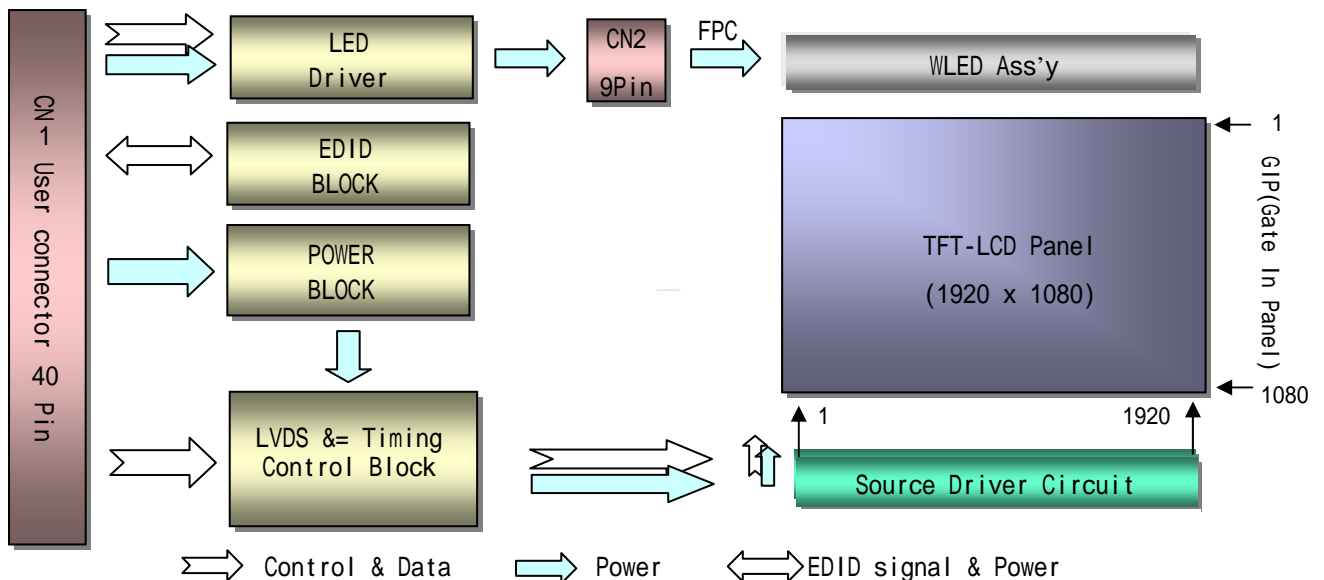 CN-1 User connector 40 Pin
LED
Driver
CN2
9Pin
FPC
WLED Ass'y
EDID
BLOCK
POWER
BLOCK
LVDS &= Timing
Control Block
TFT-LCD Panel
(1920 x 1080)
1
GIP(Gate In Panel)
1080
1
1920
Source Driver Circuit
Control & Data
Power
EDID signal & Power